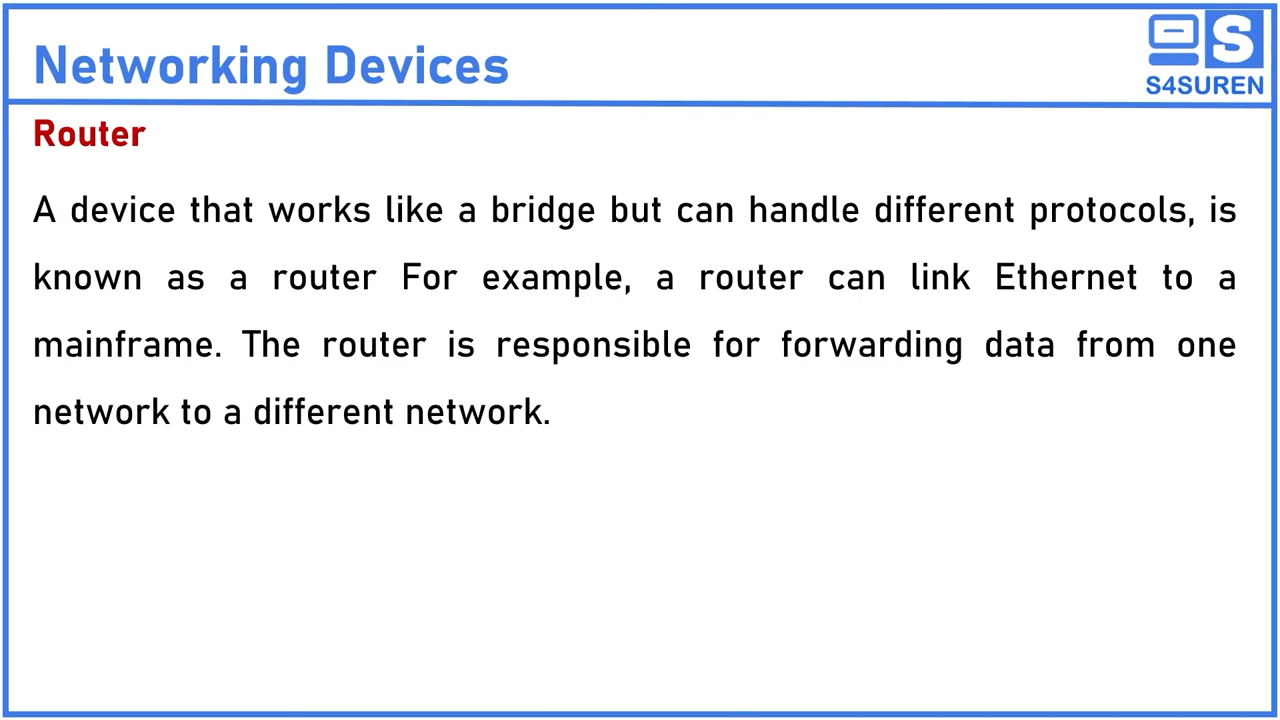 Networking Devices
S
S4SUREN
Router
A device that works like a bridge but can handle different protocols, is
known as a router For example, a router can link Ethernet to a
mainframe. The router is responsible for forwarding data from one
network to a different network.